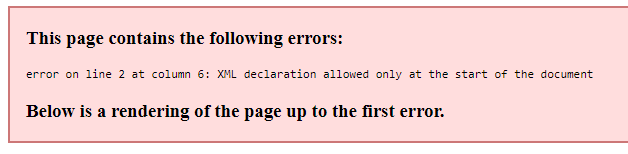 This page contains the following errors:
error on line 2 at column 6: XML declaration allowed only at the start of the document
Below is a rendering of the page up to the first error.